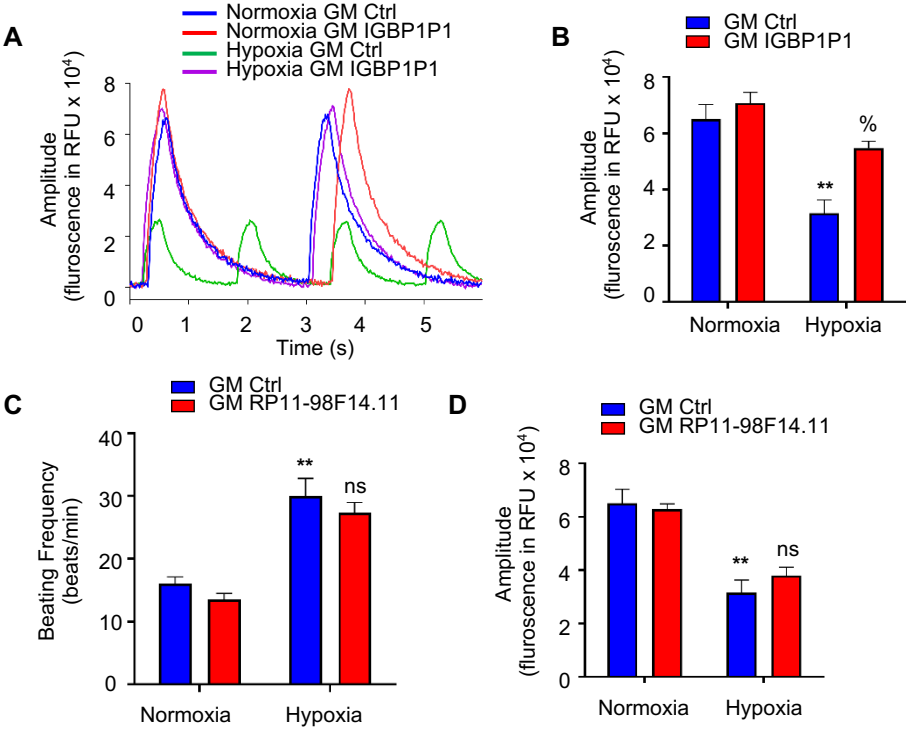 A
Normoxia GM Ctrl
Normoxia GM IGBP1P1
Hypoxia GM Ctrl
Hypoxia GM IGBP1P1
Amplitude
(fluroscence in RFU x 10⁴)
8
6
4
2
0
0 1 2 3 4 5
Time (s)
B
GM Ctrl
GM IGBP1P1
Amplitude
(fluroscence in RFU x 10⁴)
8
6
4
2
0
**
%
Normoxia Hypoxia
C
GM Ctrl
GM RP11-98F14.11
Beating Frequency
(beats/min)
40
30
20
10
0
**
ns
Normoxia Hypoxia
D
GM Ctrl
GM RP11-98F14.11
Amplitude
(fluroscence in RFU x 10⁴)
8
6
4
2
0
**
ns
Normoxia Hypoxia